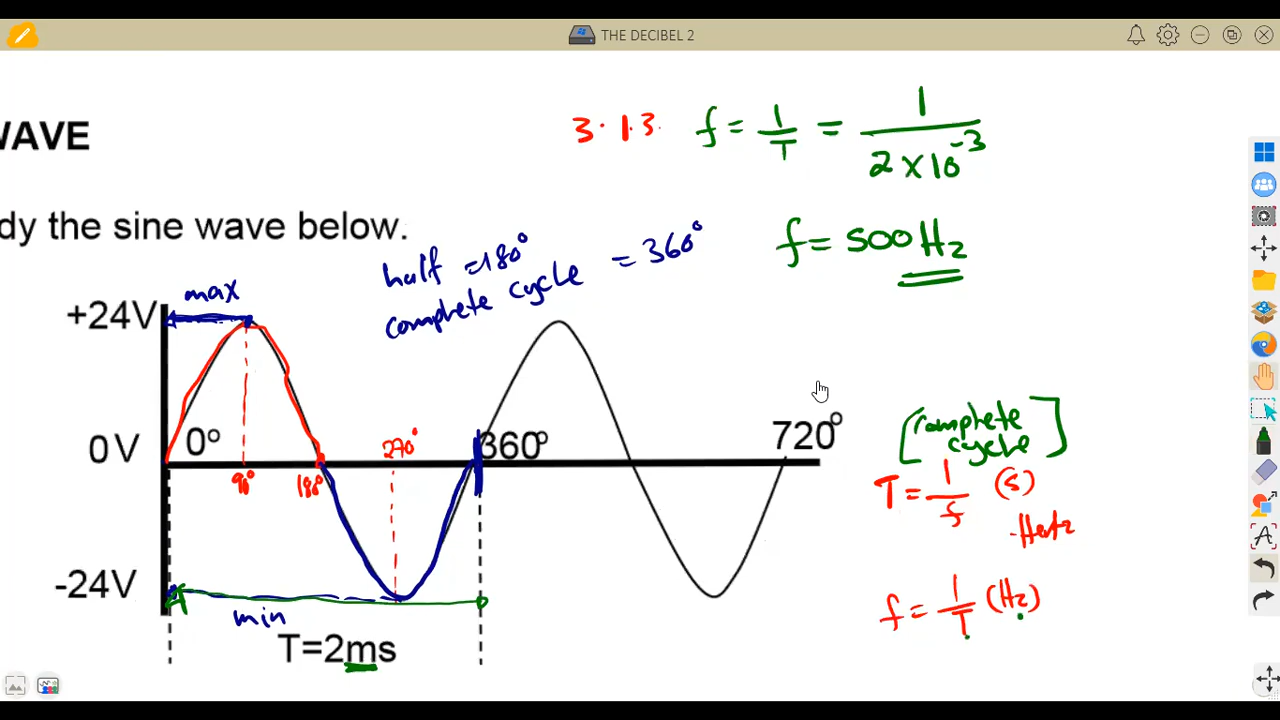 THE DECIBEL 2
WAVE
3.1.3. f = 1/T = 1/(2 × 10⁻³)
dy the sine wave below.
f = 500Hz
half = 180°
complete cycle = 360°
max
+24V
0V
0°
90°
180°
270°
360°
720°
-24V
min
T=2ms
[complete cycle]
T = 1/f (s)
-Hertz
f = 1/T (Hz)
A